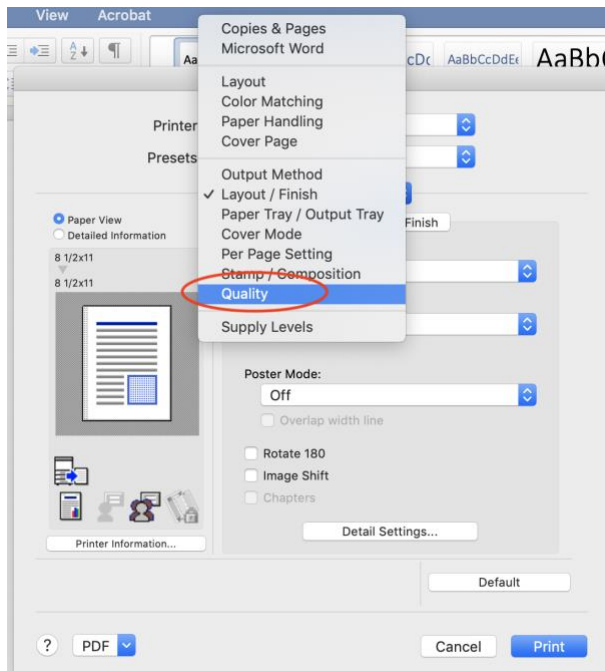 View Acrobat
Copies & Pages
Microsoft Word
Layout
Color Matching
Paper Handling
Cover Page
Output Method
✓ Layout / Finish
Paper Tray / Output Tray
Cover Mode
Per Page Setting
Stamp / Composition
Quality
Supply Levels
AaBbCcDdEe AaBb
Printer
Presets
Paper View
Detailed Information
8 1/2x11
8 1/2x11
Printer Information...
Finish
Poster Mode:
Off
Overlap width line
Rotate 180
Image Shift
Chapters
Detail Settings...
Default
? PDF
Cancel Print